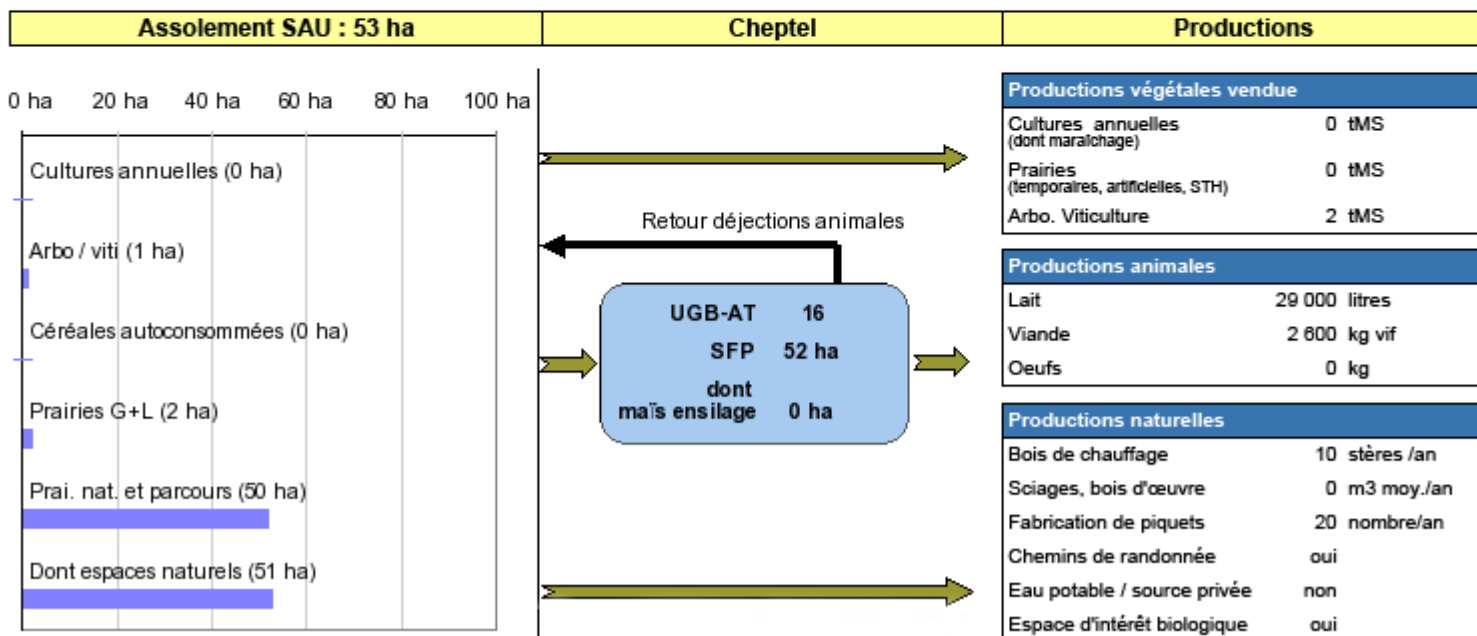 Assolement SAU : 53 ha
Cheptel
Productions
0 ha 20 ha 40 ha 60 ha 80 ha 100 ha
Cultures annuelles (0 ha)
Arbo / viti (1 ha)
Céréales autoconsommées (0 ha)
Prairies G+L (2 ha)
Prai. nat. et parcours (50 ha)
Dont espaces naturels (51 ha)
Retour déjections animales
UGB-AT 16
SFP 52 ha
dont
maïs ensilage 0 ha
Productions végétales vendue
Cultures annuelles 0 tMS
(dont maraîchage)
Prairies 0 tMS
(temporaires, artificielles, STH)
Arbo. Viticulture 2 tMS
Productions animales
Lait 29 000 litres
Viande 2 600 kg vif
Oeufs 0 kg
Productions naturelles
Bois de chauffage 10 stères /an
Sciages, bois d'œuvre 0 m3 moy./an
Fabrication de piquets 20 nombre/an
Chemins de randonnée oui
Eau potable / source privée non
Espace d'intérêt biologique oui